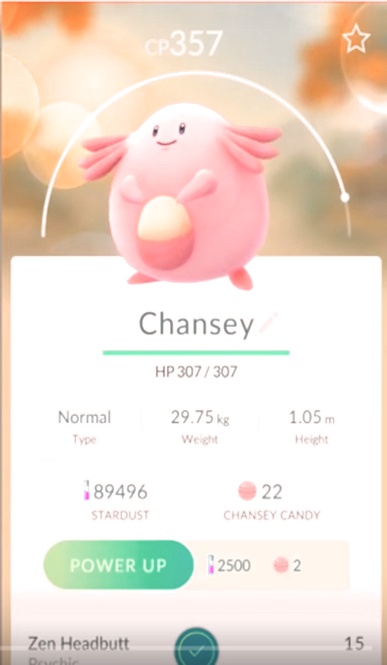 CP357
Chansey
HP 307 / 307
Normal 29.75 kg 1.05 m
Type Weight Height
89496 22
STARDUST CHANSEY CANDY
POWER UP 2500 2
Zen Headbutt 15
Psychic